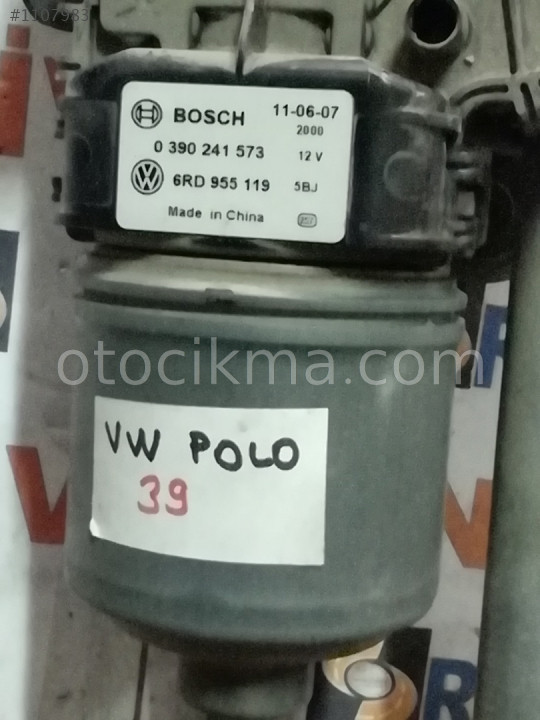 #1107983
BOSCH 11-06-07
2000
0 390 241 573 12 V
6RD 955 119 5BJ
Made in China
otocikma.com
VW POLO
39